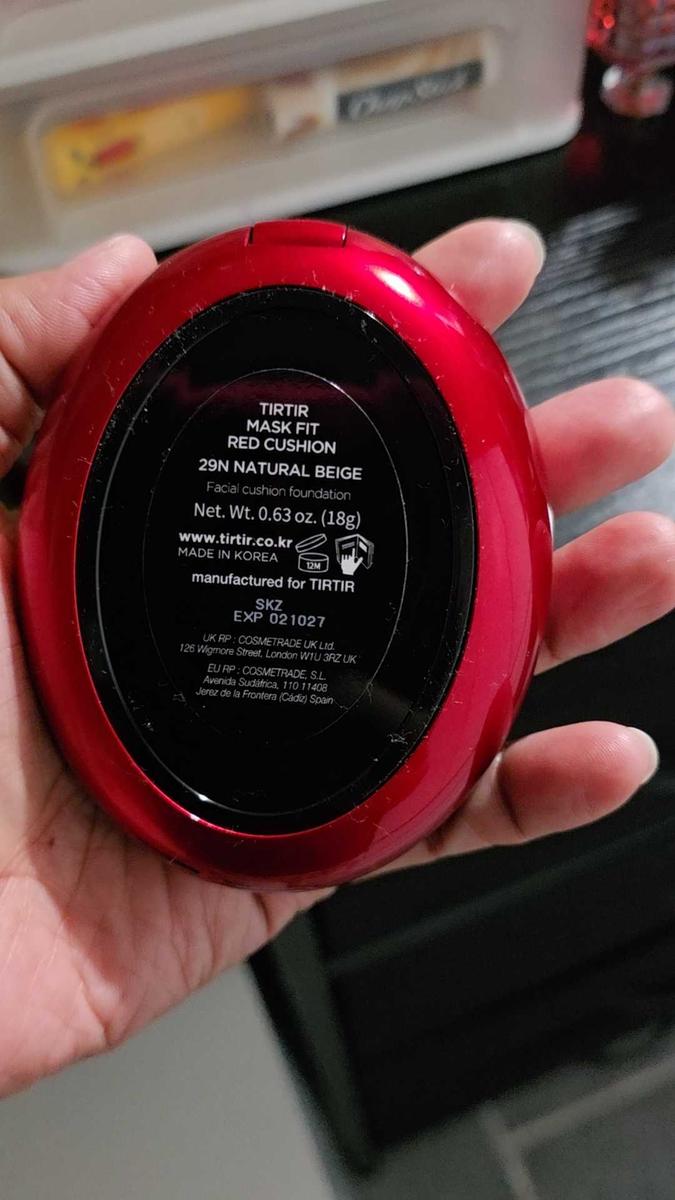 ChapStick
TIRTIR
MASK FIT
RED CUSHION
29N NATURAL BEIGE
Facial cushion foundation
Net. Wt. 0.63 oz. (18g)
www.tirtir.co.kr
MADE IN KOREA
12M
manufactured for TIRTIR
SKZ
EXP 021027
UK RP : COSMETRADE UK Ltd.
126 Wigmore Street, London W1U 3RZ UK
EU RP : COSMETRADE, S.L.
Avenida Sudáfrica, 110 11408
Jerez de la Frontera (Cádiz) Spain